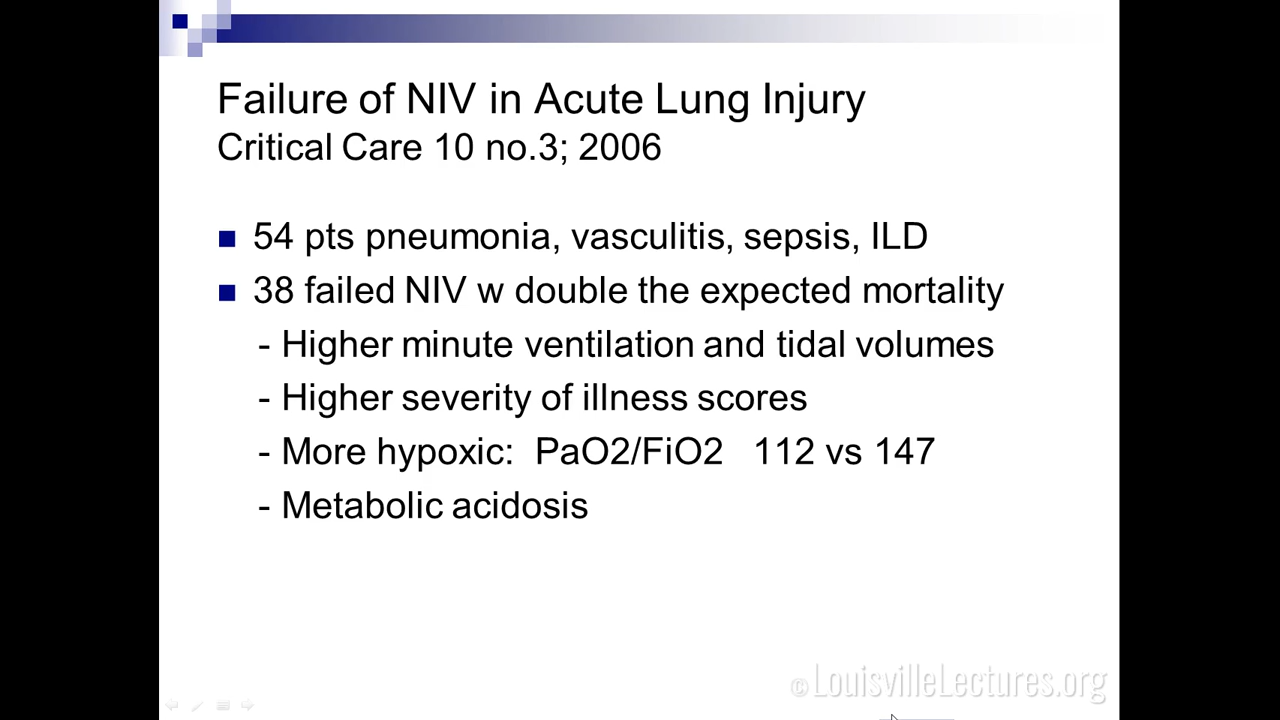 Failure of NIV in Acute Lung Injury
Critical Care 10 no.3; 2006
54 pts pneumonia, vasculitis, sepsis, ILD
38 failed NIV w double the expected mortality
- Higher minute ventilation and tidal volumes
- Higher severity of illness scores
- More hypoxic: PaO2/FiO2 112 vs 147
- Metabolic acidosis
©LouisvilleLectures.org